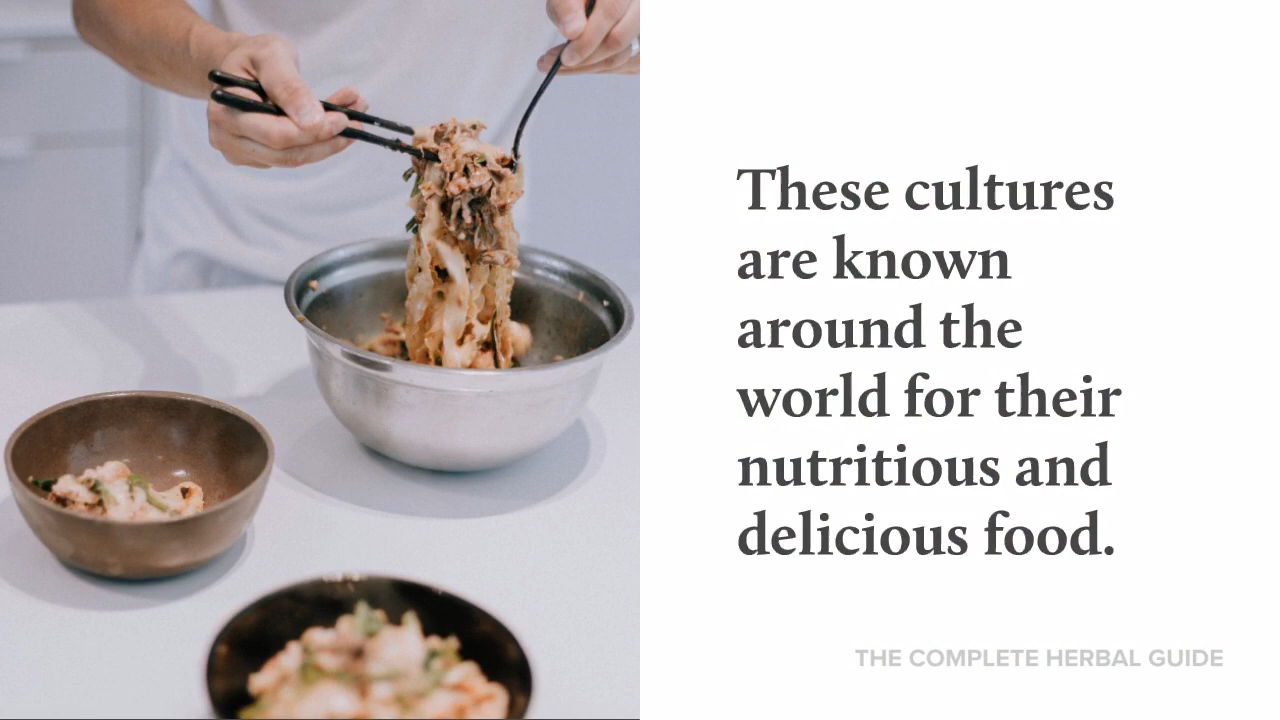 These cultures
are known
around the
world for their
nutritious and
delicious food.
THE COMPLETE HERBAL GUIDE